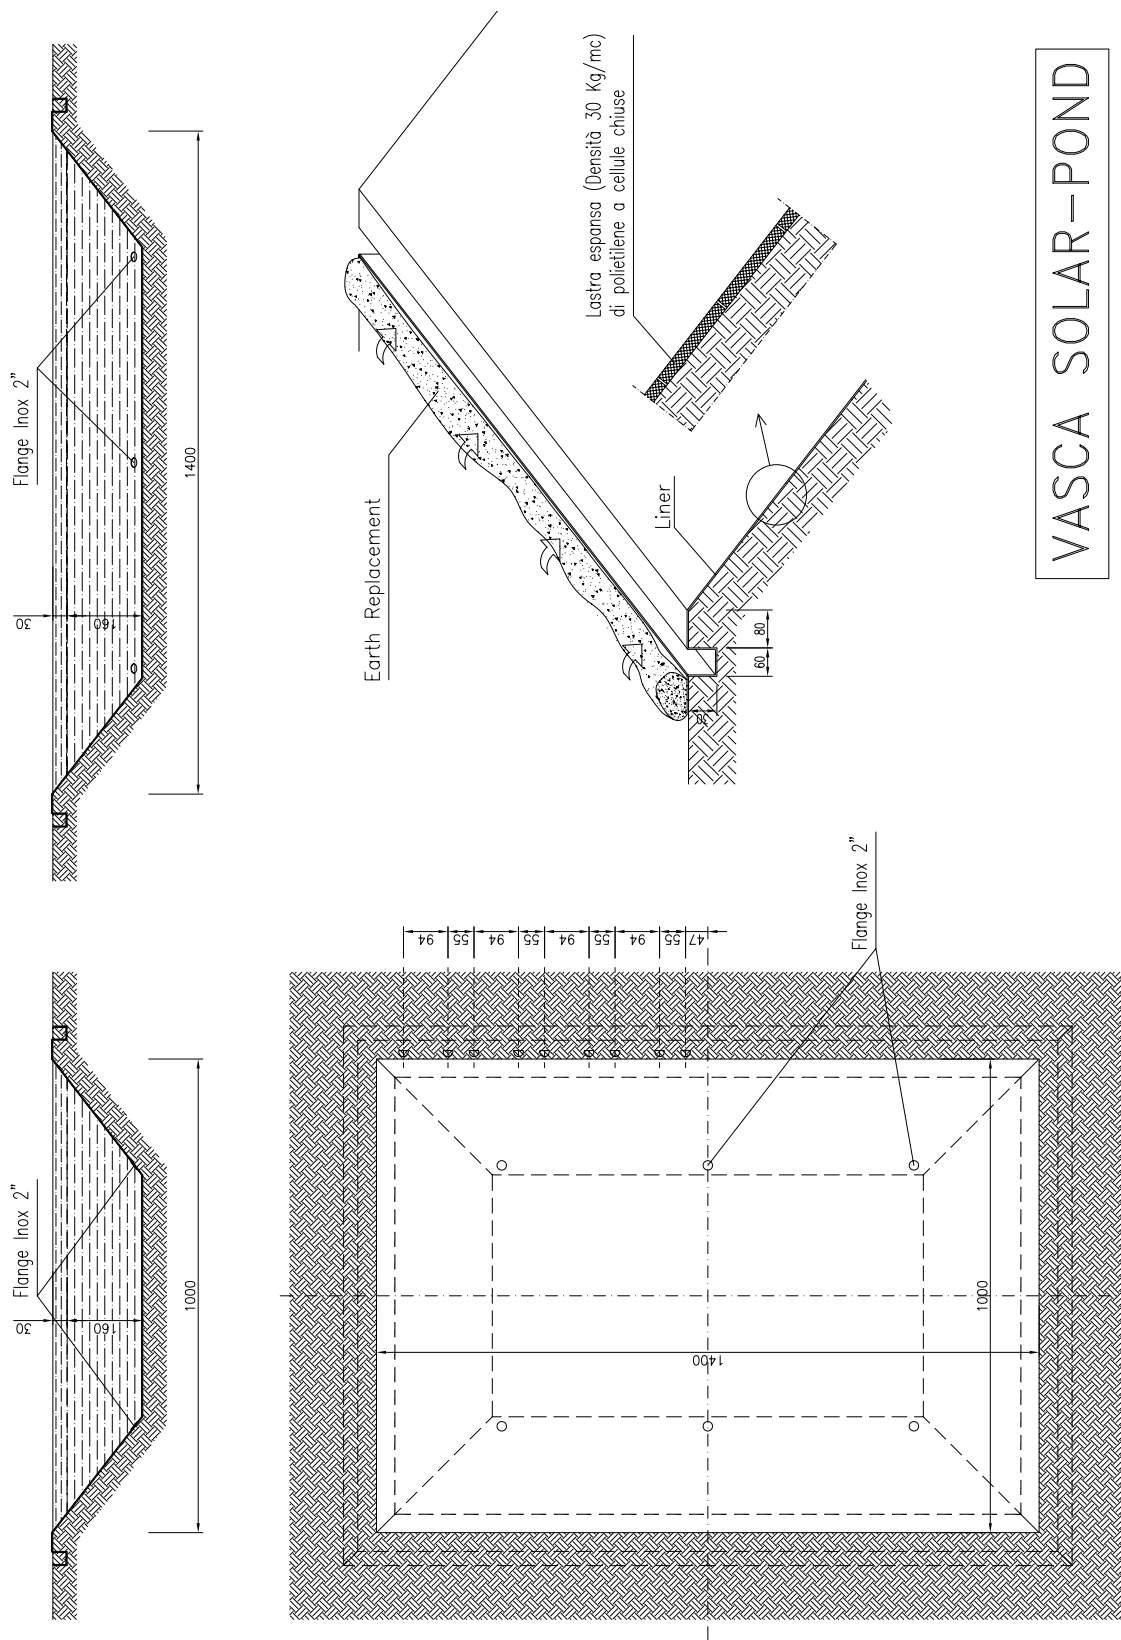 Flange Inox 2"
30
160
1000
Flange Inox 2"
30
160
1400
94
55
94
55
94
55
94
55
47
Flange Inox 2"
1400
1000
Earth Replacement
Liner
30
60
80
Lastra espansa (Densità 30 Kg/mc)
di polietilene a cellule chiuse
VASCA SOLAR-POND